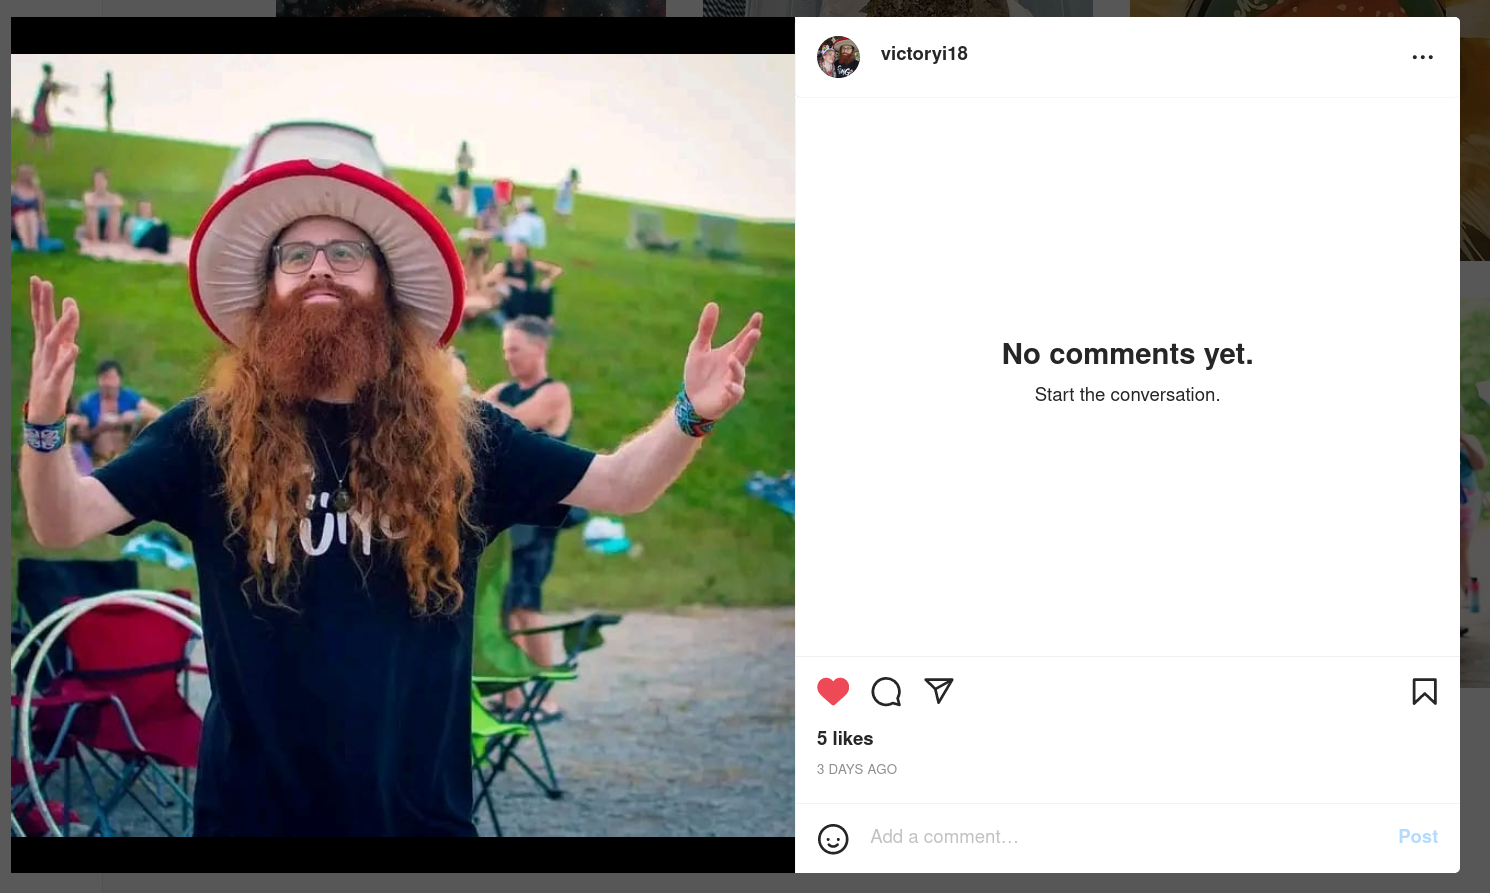 victoryi18
No comments yet.
Start the conversation.
5 likes
3 DAYS AGO
Add a comment...
Post